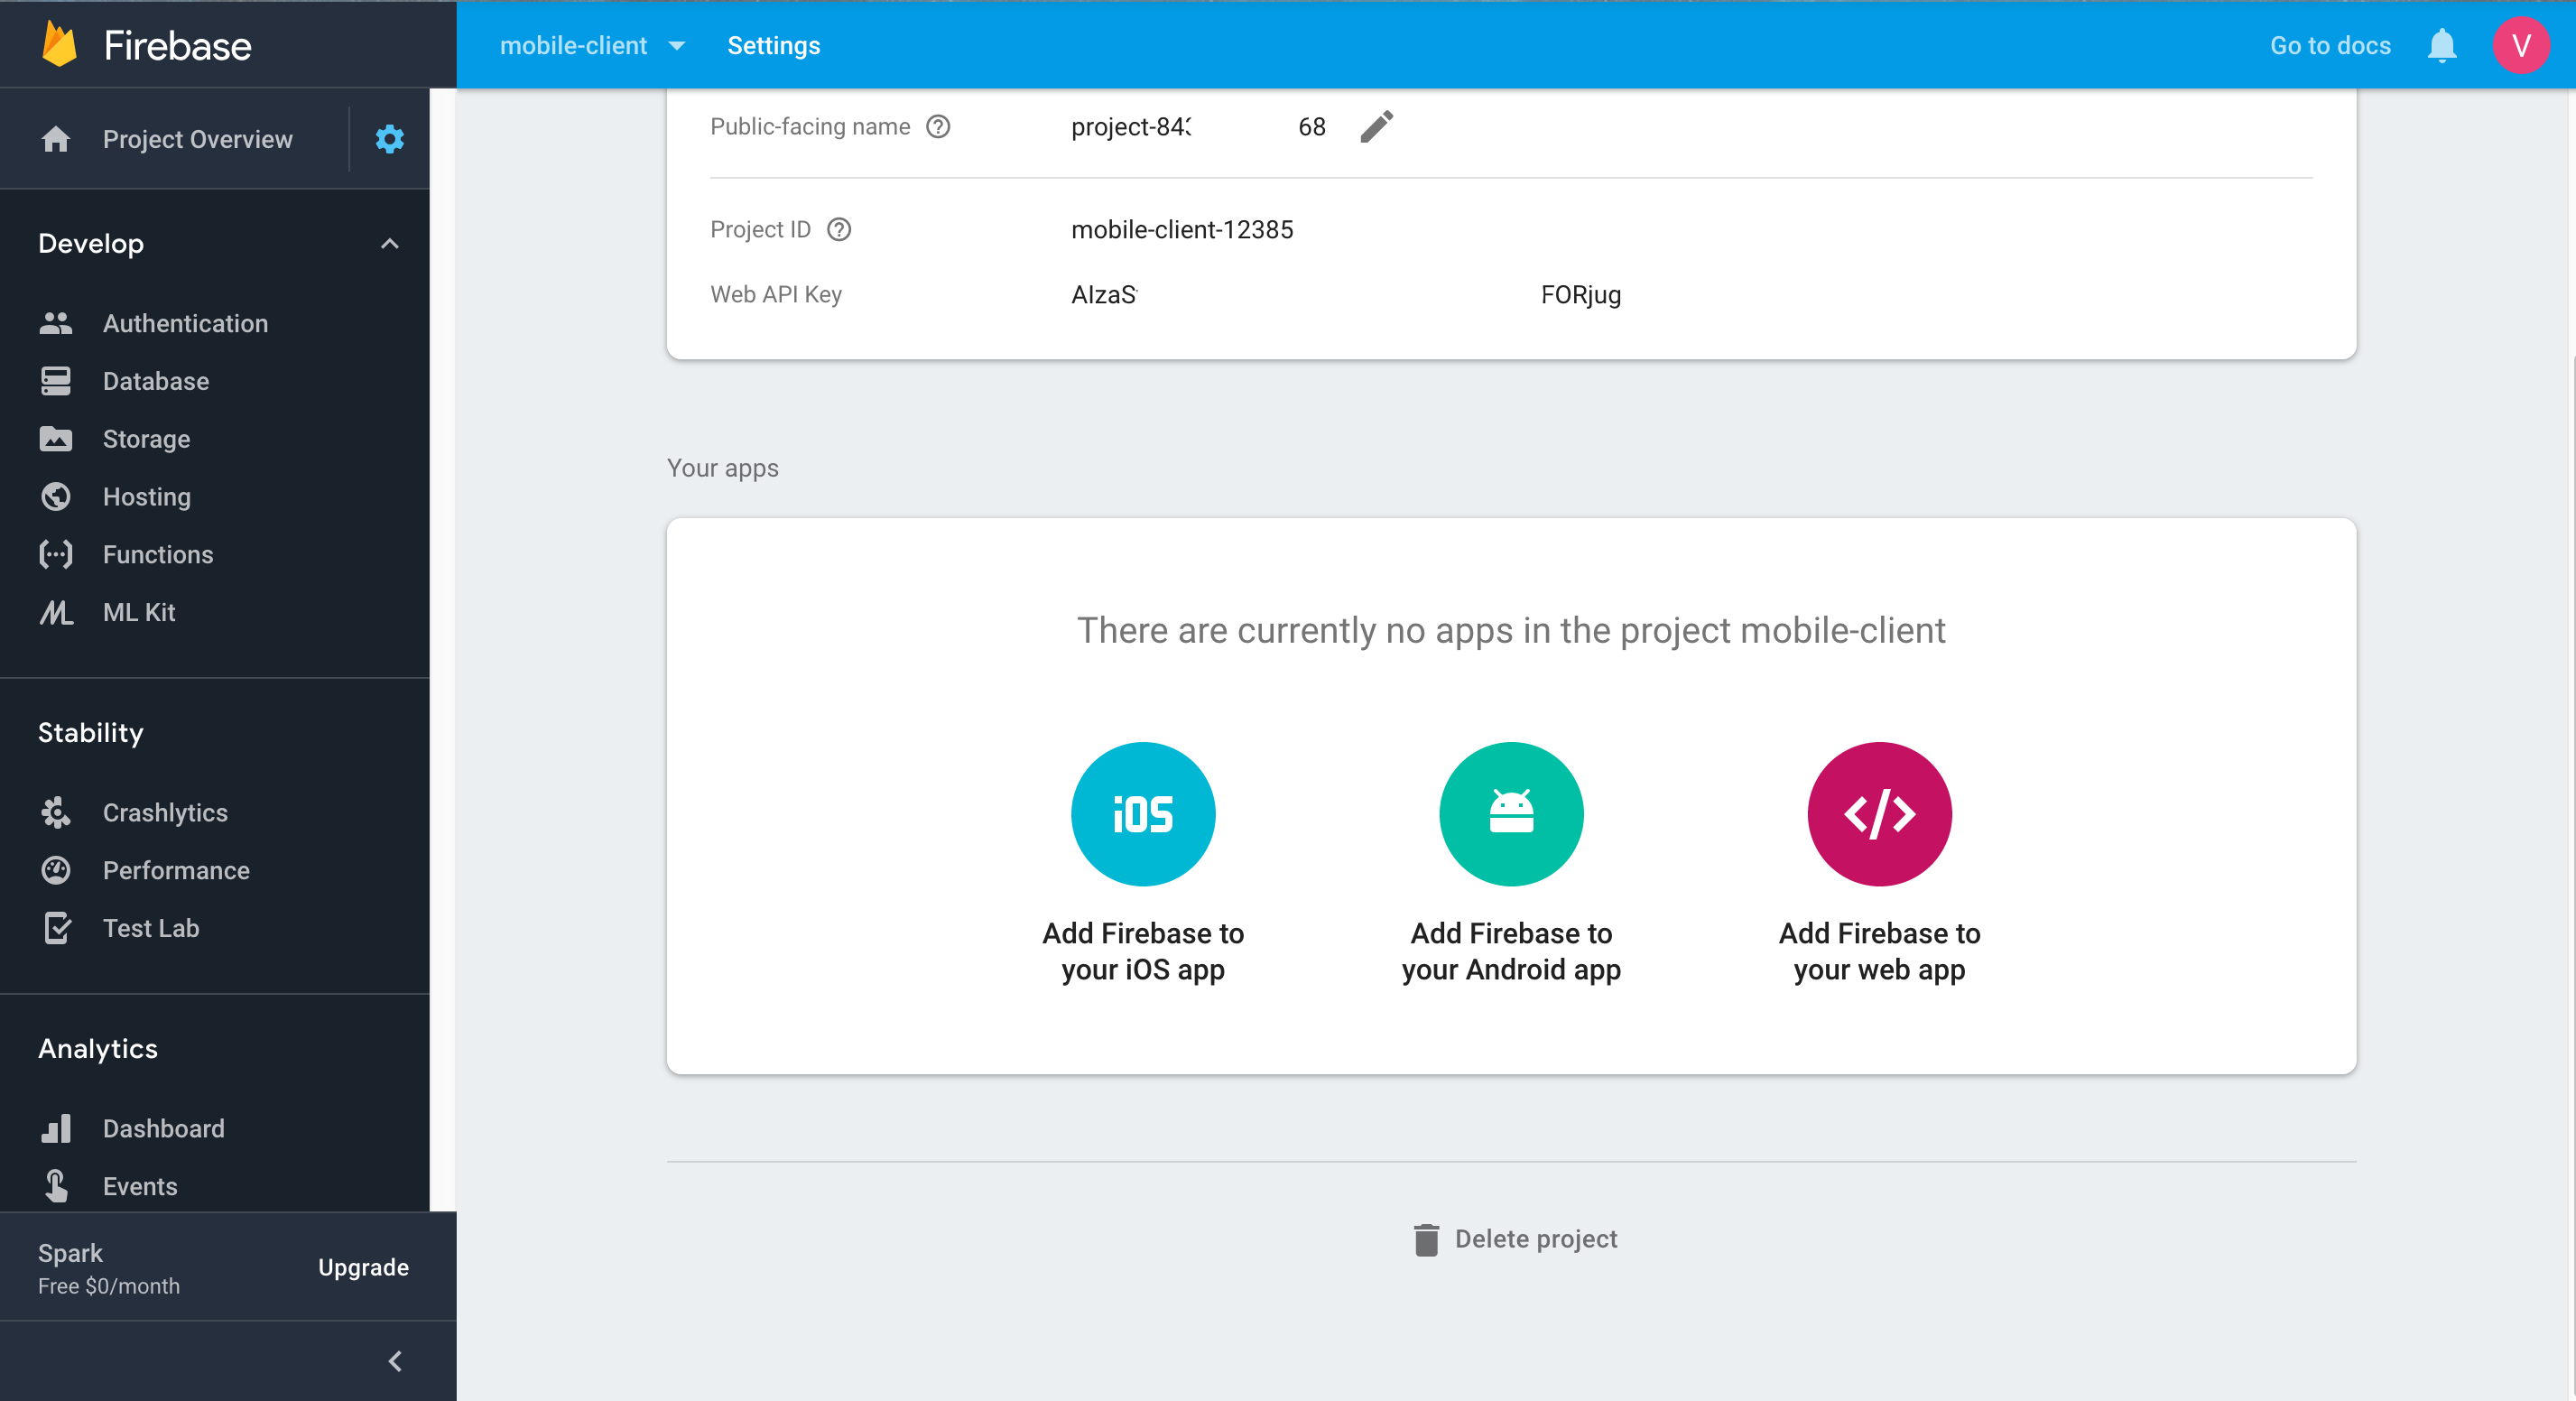 Firebase
mobile-client
Settings
Go to docs
V
Project Overview
Develop
Authentication
Database
Storage
Hosting
Functions
ML Kit
Stability
Crashlytics
Performance
Test Lab
Analytics
Dashboard
Events
Spark
Free $0/month
Upgrade
Public-facing name ? project-84 68
Project ID ? mobile-client-12385
Web API Key AIzaS FORjug
Your apps
There are currently no apps in the project mobile-client
iOS
Add Firebase to
your iOS app
Add Firebase to
your Android app
</>
Add Firebase to
your web app
Delete project